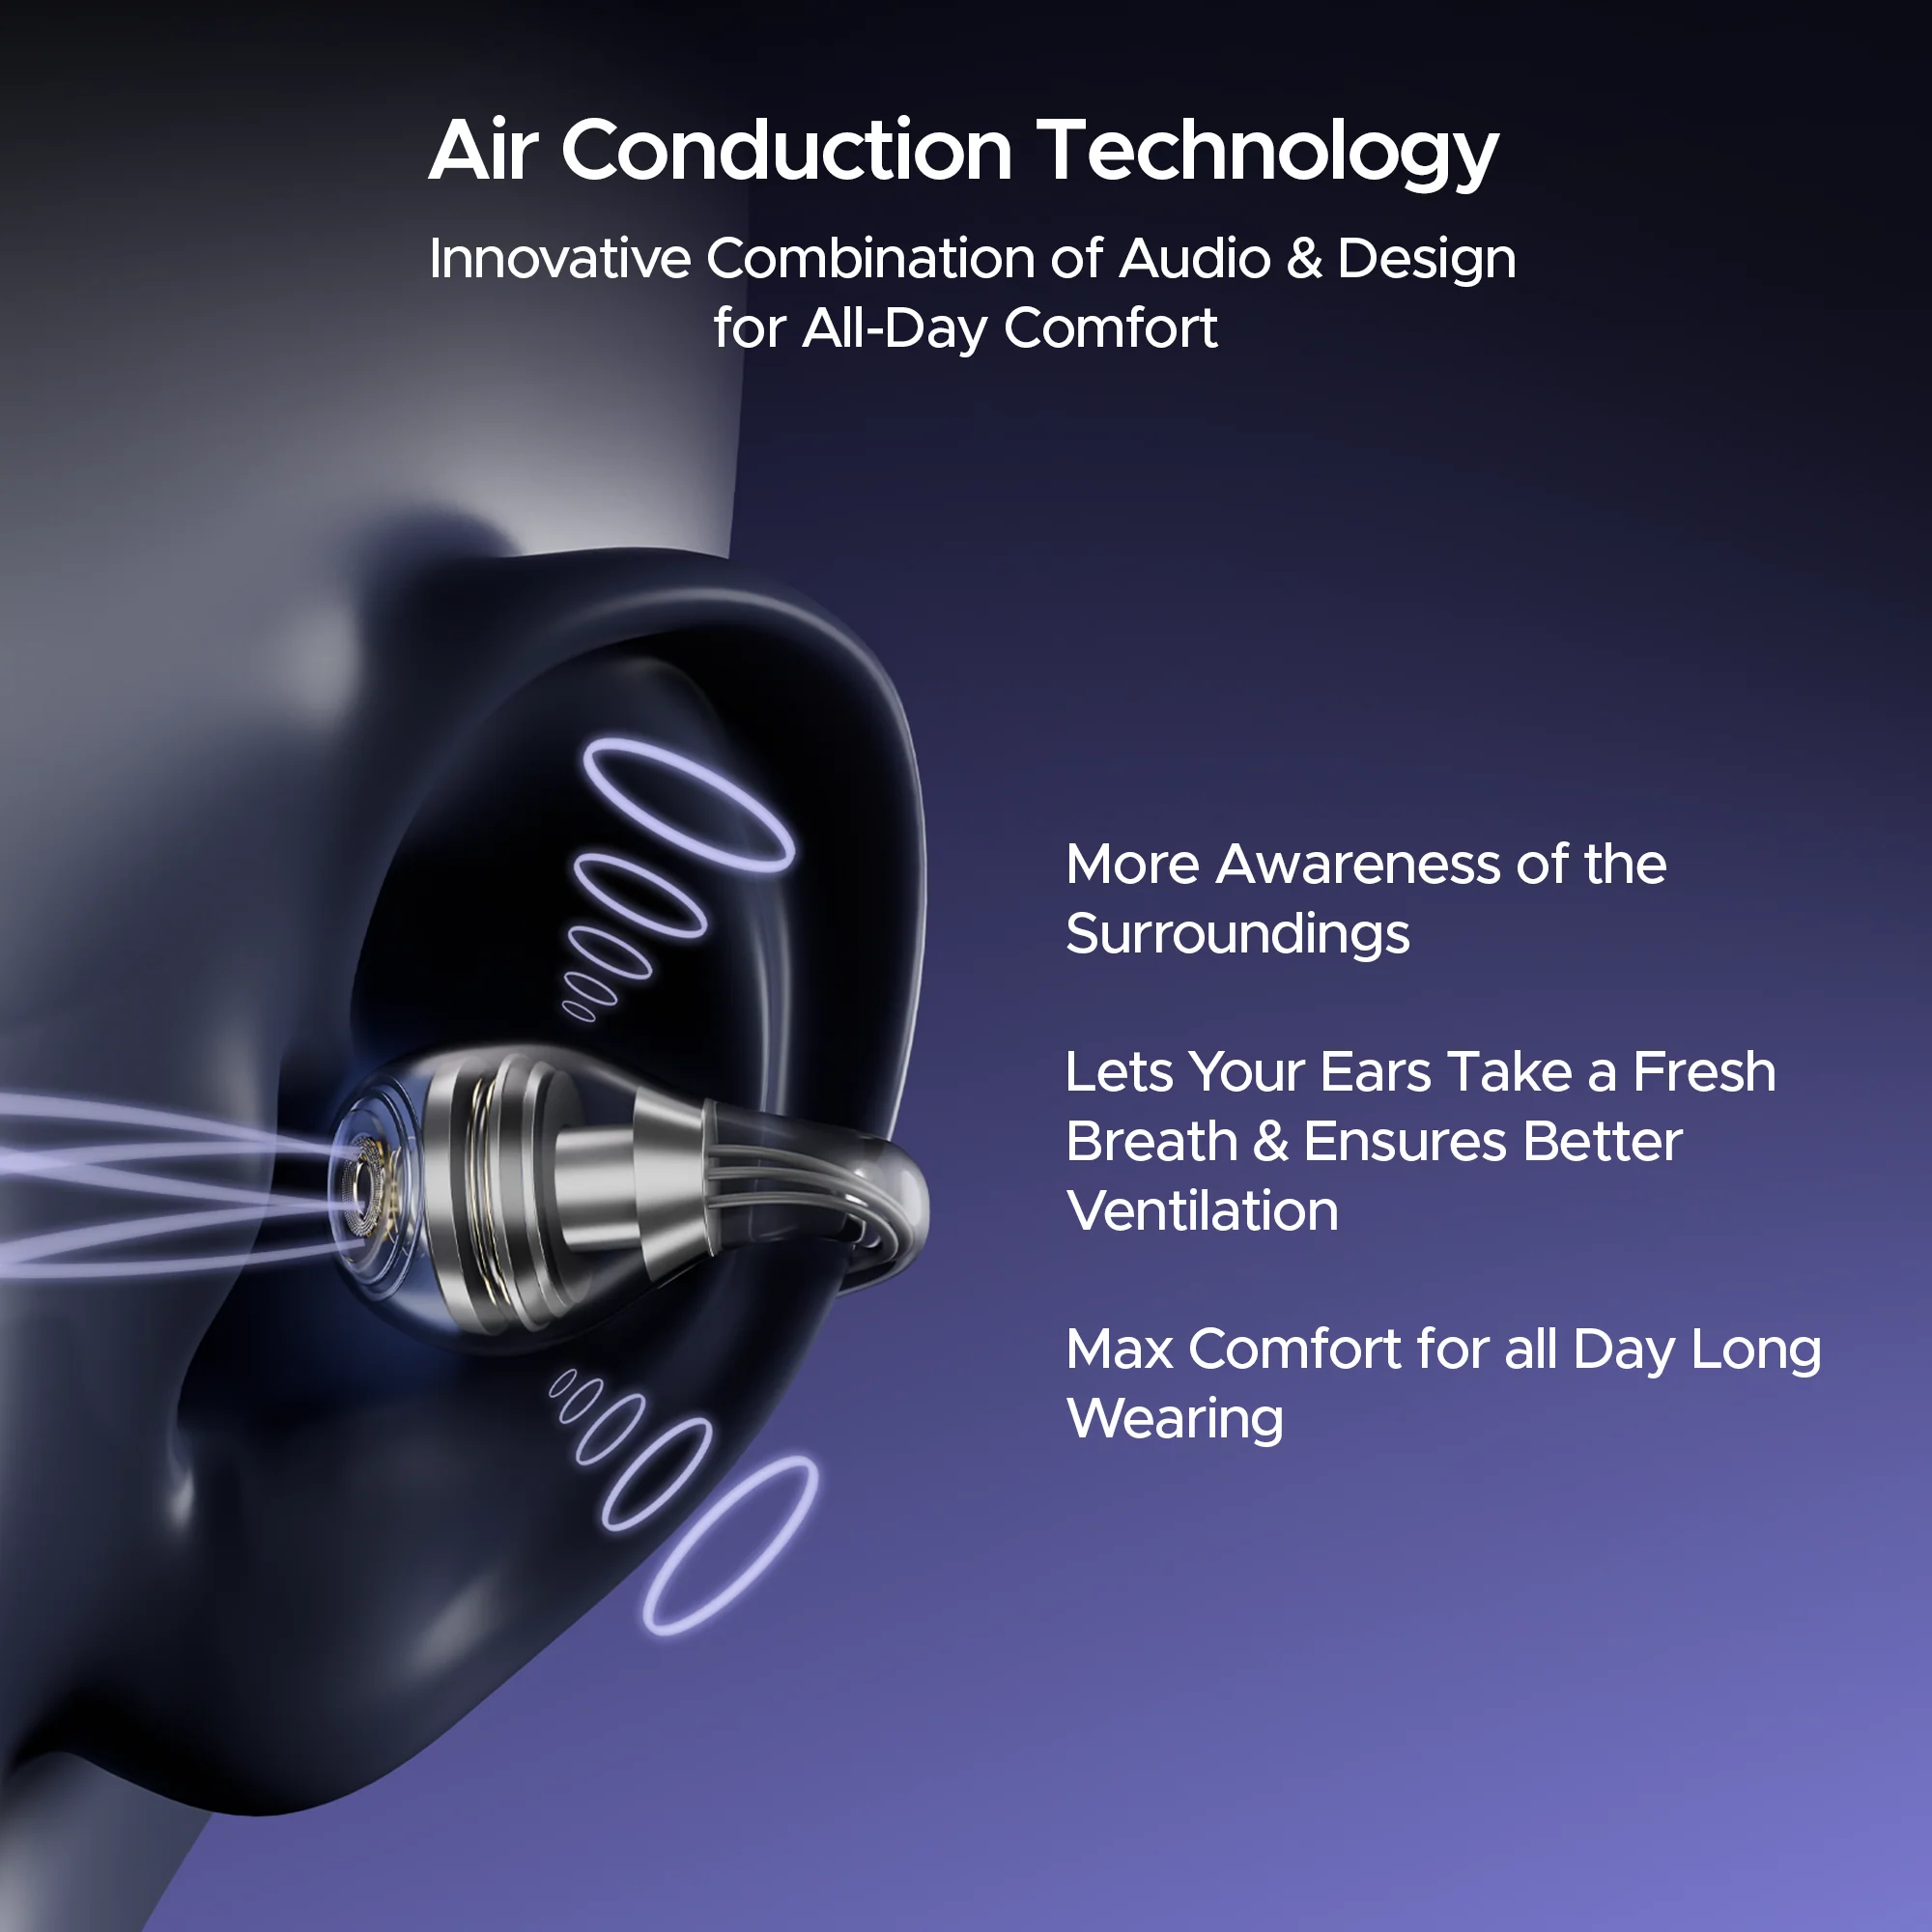 Air Conduction Technology
Innovative Combination of Audio & Design
for All-Day Comfort
More Awareness of the
Surroundings
Lets Your Ears Take a Fresh
Breath & Ensures Better
Ventilation
Max Comfort for all Day Long
Wearing